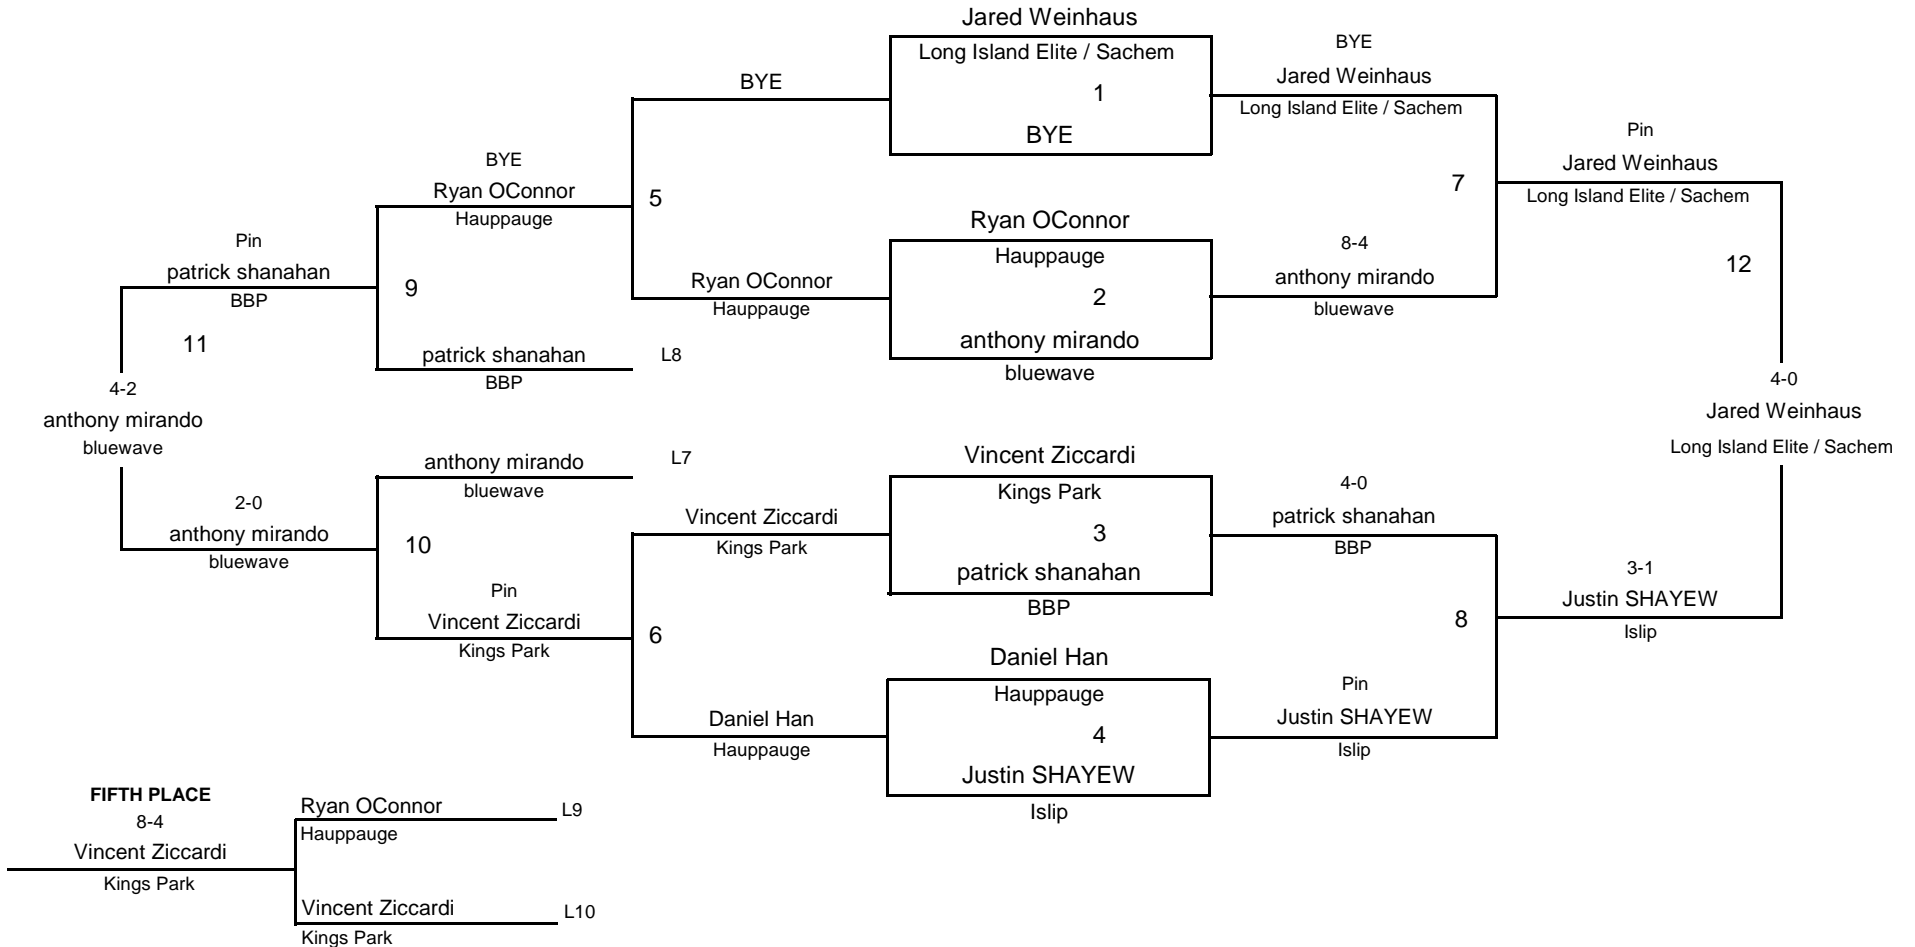 Jared Weinhaus
Long Island Elite / Sachem
1
BYE
BYE
Jared Weinhaus
Long Island Elite / Sachem
BYE
5
BYE
Ryan OConnor
Hauppauge
7
Pin
Jared Weinhaus
Long Island Elite / Sachem
Ryan OConnor
Hauppauge
2
anthony mirando
bluewave
8-4
anthony mirando
bluewave
Ryan OConnor
Hauppauge
12
Pin
patrick shanahan
BBP
9
11
patrick shanahan
BBP
L8
4-2
anthony mirando
bluewave
4-0
Jared Weinhaus
Long Island Elite / Sachem
anthony mirando
bluewave
L7
Vincent Ziccardi
Kings Park
3
patrick shanahan
BBP
4-0
patrick shanahan
BBP
Vincent Ziccardi
Kings Park
2-0
anthony mirando
bluewave
10
Pin
Vincent Ziccardi
Kings Park
6
8
3-1
Justin SHAYEW
Islip
Daniel Han
Hauppauge
4
Justin SHAYEW
Islip
Pin
Justin SHAYEW
Islip
Daniel Han
Hauppauge
FIFTH PLACE
8-4
Vincent Ziccardi
Kings Park
Ryan OConnor
Hauppauge
L9
Vincent Ziccardi
Kings Park
L10